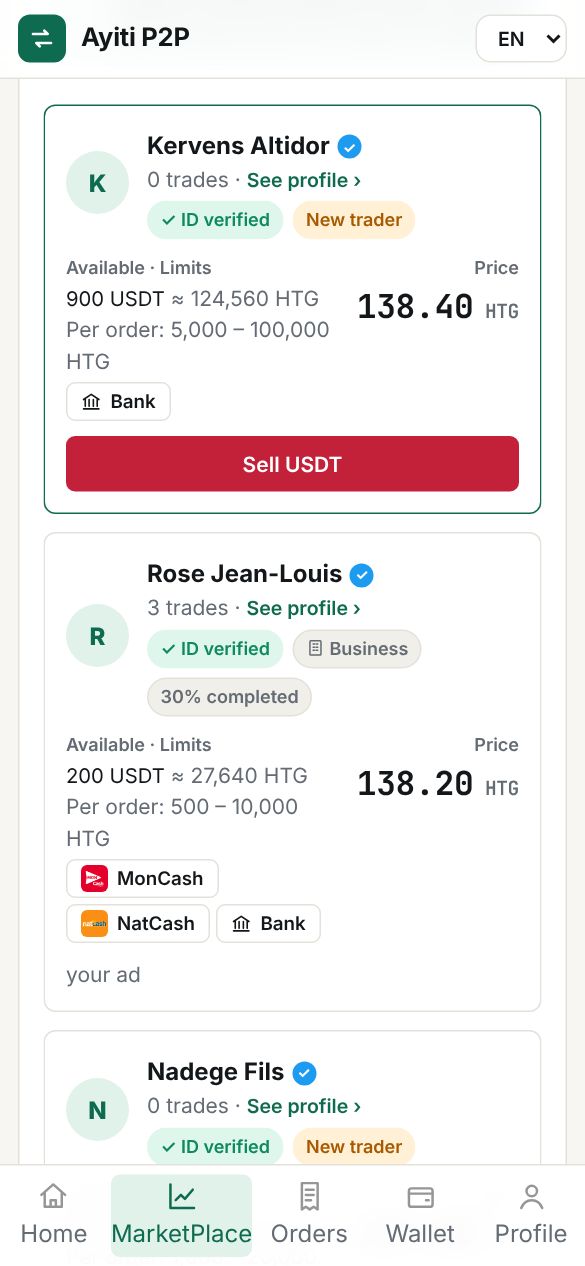 Ayiti P2P
EN
Kervens Altidor
K
0 trades · See profile ›
✓ ID verified
New trader
Available · Limits
Price
900 USDT ≈ 124,560 HTG
138.40 HTG
Per order: 5,000 – 100,000
HTG
Bank
Sell USDT
Rose Jean-Louis
R
3 trades · See profile ›
✓ ID verified
Business
30% completed
Available · Limits
Price
200 USDT ≈ 27,640 HTG
138.20 HTG
Per order: 500 – 10,000
HTG
MonCash
NatCash
Bank
your ad
Nadege Fils
N
0 trades · See profile ›
✓ ID verified
New trader
Home
MarketPlace
Orders
Wallet
Profile